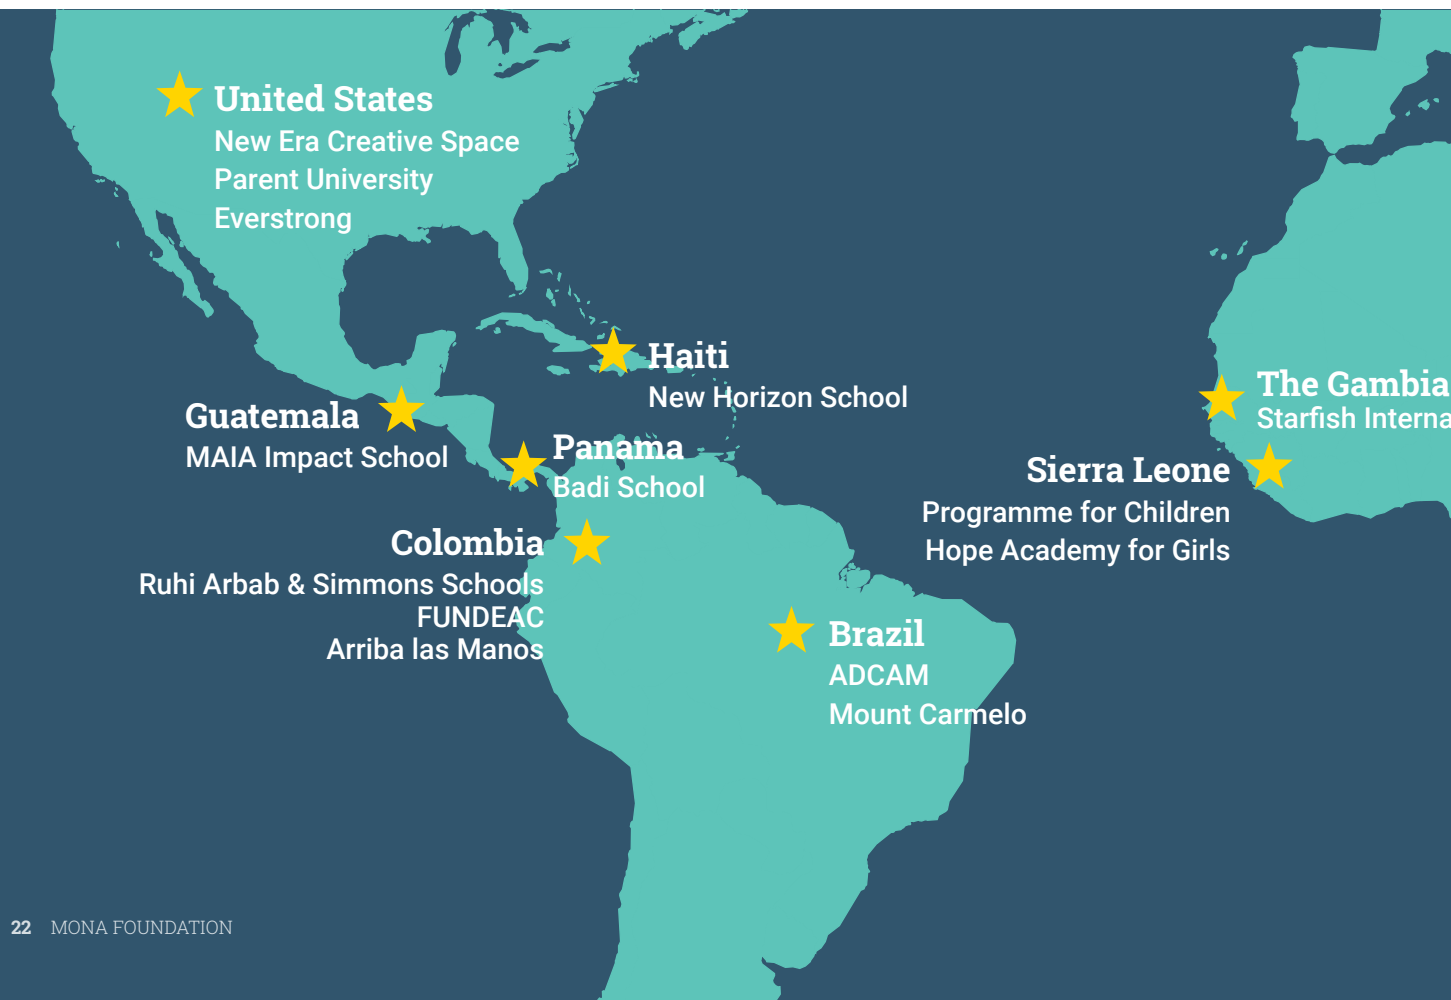 United States
New Era Creative Space
Parent University
Everstrong
Haiti
New Horizon School
Guatemala
MAIA Impact School
Panama
Badi School
The Gambia
Starfish Interna
Sierra Leone
Programme for Children
Hope Academy for Girls
Colombia
Ruhi Arbab & Simmons Schools
FUNDEAC
Arriba las Manos
Brazil
ADCAM
Mount Carmelo
22 MONA FOUNDATION